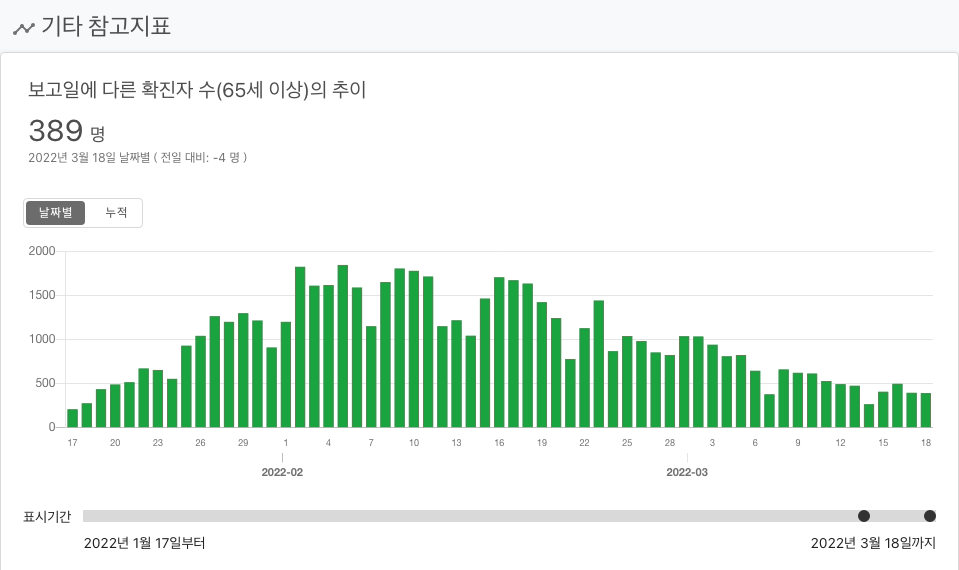 기타 참고지표
보고일에 다른 확진자 수(65세 이상)의 추이
389 명
2022년 3월 18일 날짜별 ( 전일 대비: -4 명 )
날짜별 누적
2000
1500
1000
500
0
17 20 23 26 29 1 4 7 10 13 16 19 22 25 28 3 6 9 12 15 18
2022-02 2022-03
표시기간
2022년 1월 17일부터 2022년 3월 18일까지